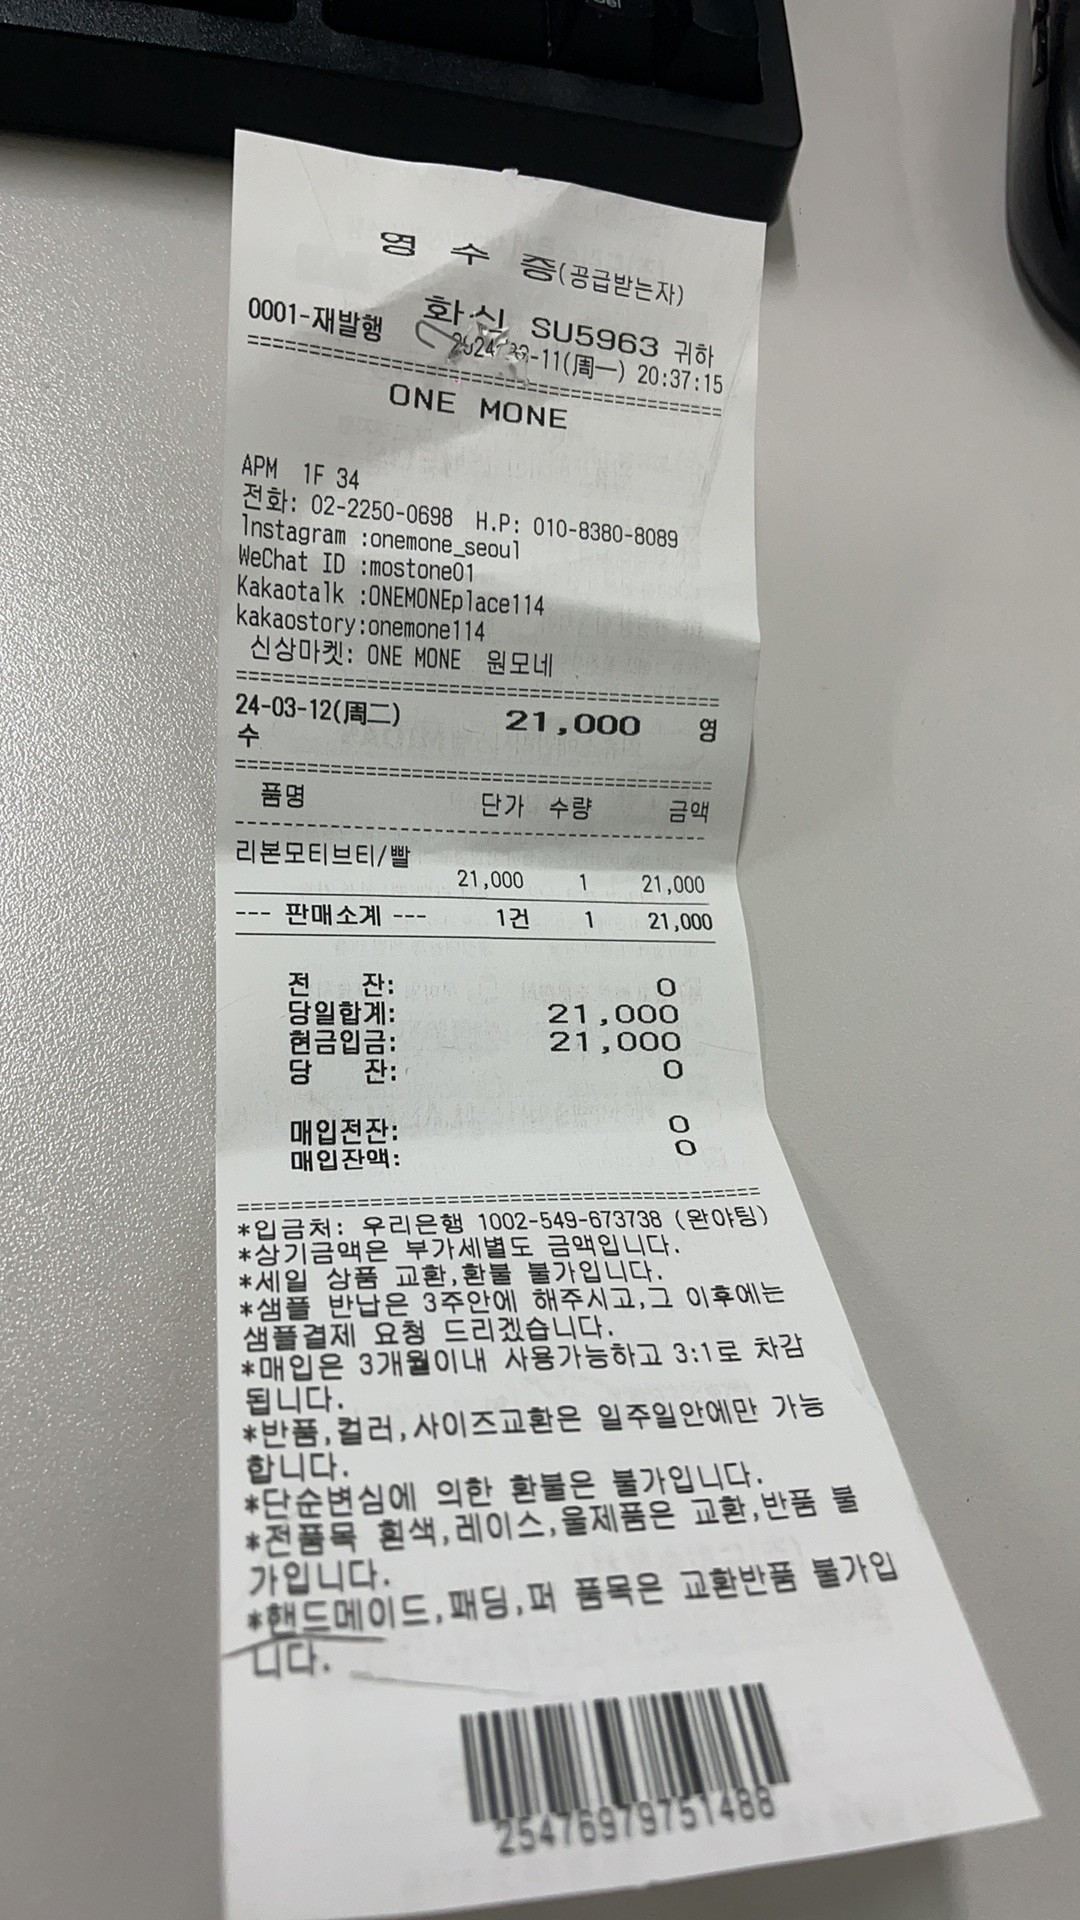 영 수 증(공급받는자)
화신 SU5963 귀하
0001-재발행
2024-03-11(周一) 20:37:15
ONE MONE
APM 1F 34
전화: 02-2250-0698 H.P: 010-8380-8089
Instagram :onemone_seoul
WeChat ID :mostone01
Kakaotalk :ONEMONEplace114
kakaostory:onemone114
신상마켓: ONE MONE 원모네
24-03-12(周二) 21,000 영
수
품명 단가 수량 금액
리본모티브티/빨
21,000 1 21,000
--- 판매소계 --- 1건 1 21,000
전 잔: 0
당일합계: 21,000
현금입금: 21,000
당 잔: 0
매입전잔: 0
매입잔액: 0
*입금처: 우리은행 1002-549-673738 (완야팅)
*상기금액은 부가세별도 금액입니다.
*세일 상품 교환,환불 불가입니다.
*샘플 반납은 3주안에 해주시고,그 이후에는
샘플결제 요청 드리겠습니다.
*매입은 3개월이내 사용가능하고 3:1로 차감
됩니다.
*반품,컬러,사이즈교환은 일주일안에만 가능
합니다.
*단순변심에 의한 환불은 불가입니다.
*전품목 흰색,레이스,울제품은 교환,반품 불
가입니다.
*핸드메이드,패딩,퍼 품목은 교환반품 불가입
니다.
25476979751488